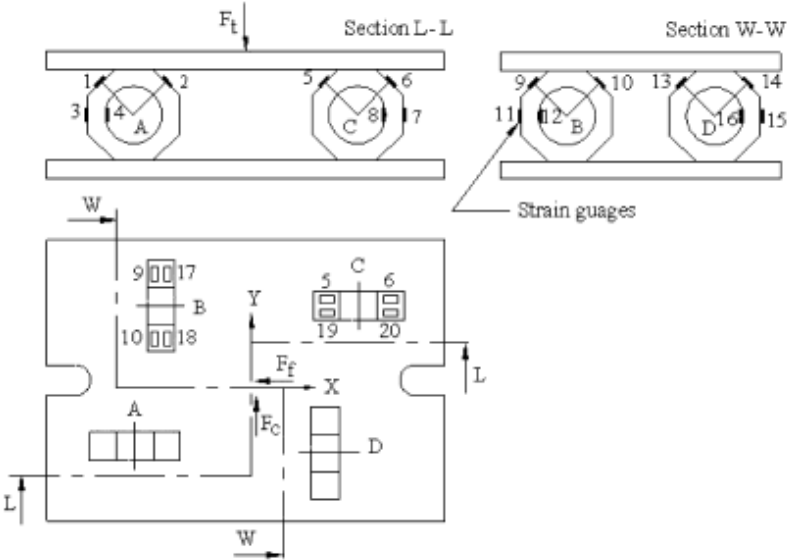 Ft
Section L-L
Section W-W
1
2
5
6
9
10
13
14
3
4
A
C
8
7
11
12
B
D
16
15
Strain guages
W
9
17
B
10
18
C
5
6
19
20
Y
Ff
X
L
Fc
A
D
L
W